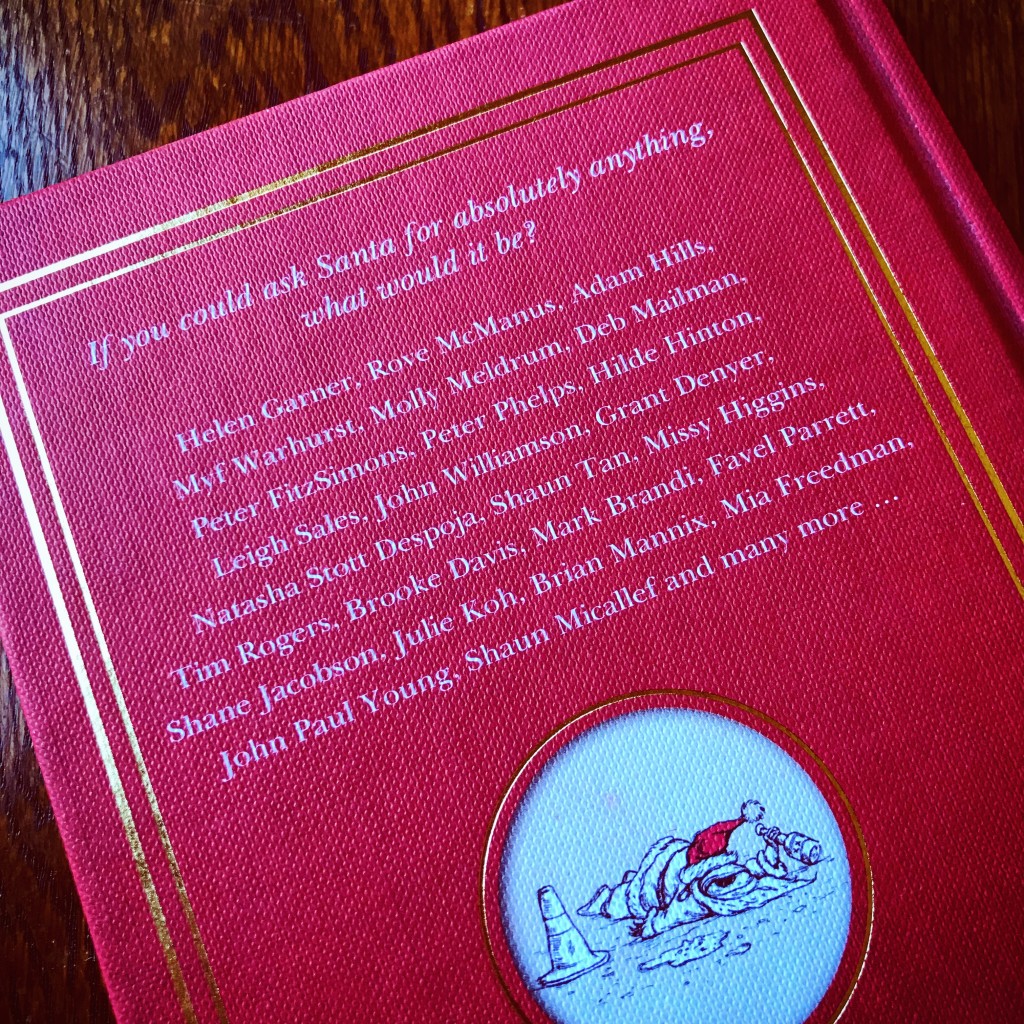 If you could ask Santa for absolutely anything,
what would it be?
Helen Garner, Rove McManus, Adam Hills,
Myf Warhurst, Molly Meldrum, Deb Mailman,
Peter FitzSimons, Peter Phelps, Hilde Hinton,
Leigh Sales, John Williamson, Grant Denyer,
Natasha Stott Despoja, Shaun Tan, Missy Higgins,
Tim Rogers, Brooke Davis, Mark Brandi, Favel Parrett,
Shane Jacobson, Julie Koh, Brian Mannix, Mia Freedman,
John Paul Young, Shaun Micallef and many more ...